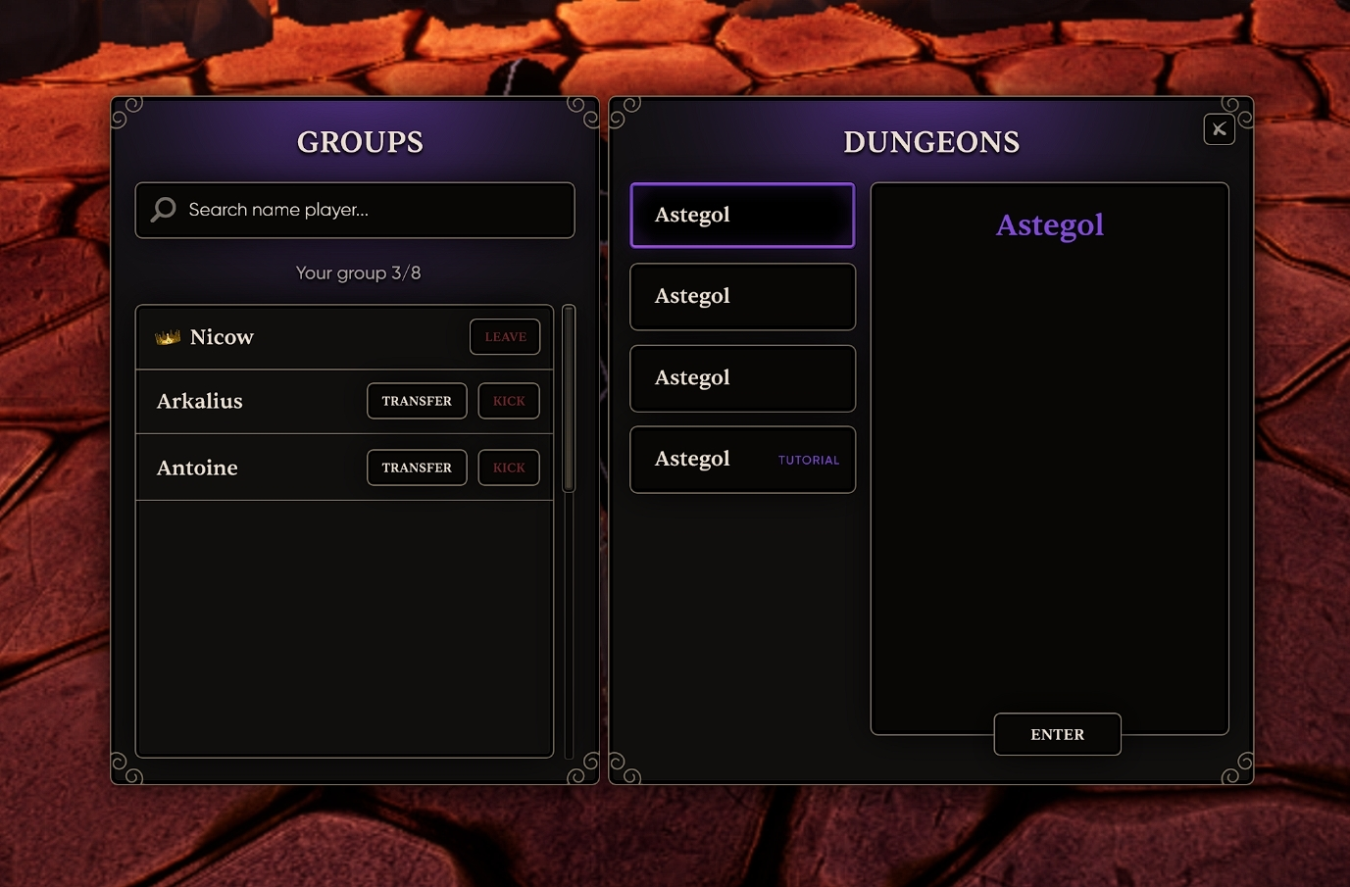 GROUPS
Search name player...
Your group 3/8
Nicow LEAVE
Arkalius TRANSFER KICK
Antoine TRANSFER KICK
DUNGEONS
Astegol
Astegol
Astegol
Astegol TUTORIAL
Astegol
ENTER